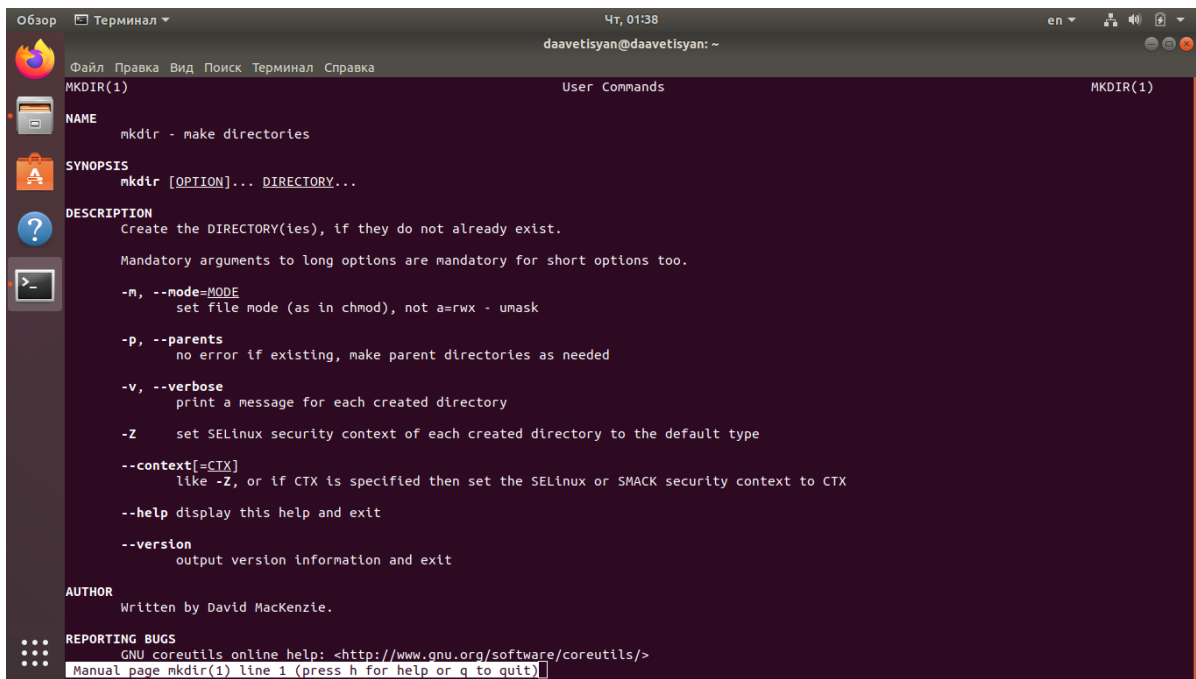 Обзор Терминал Чт, 01:38 en
daavetisyan@daavetisyan: ~
Файл Правка Вид Поиск Терминал Справка
MKDIR(1) User Commands MKDIR(1)
NAME
mkdir - make directories
SYNOPSIS
mkdir [OPTION]... DIRECTORY...
DESCRIPTION
Create the DIRECTORY(ies), if they do not already exist.
Mandatory arguments to long options are mandatory for short options too.
-m, --mode=MODE
set file mode (as in chmod), not a=rwx - umask
-p, --parents
no error if existing, make parent directories as needed
-v, --verbose
print a message for each created directory
-Z set SELinux security context of each created directory to the default type
--context[=CTX]
like -Z, or if CTX is specified then set the SELinux or SMACK security context to CTX
--help display this help and exit
--version
output version information and exit
AUTHOR
Written by David MacKenzie.
REPORTING BUGS
GNU coreutils online help: <http://www.gnu.org/software/coreutils/>
Manual page mkdir(1) line 1 (press h for help or q to quit)